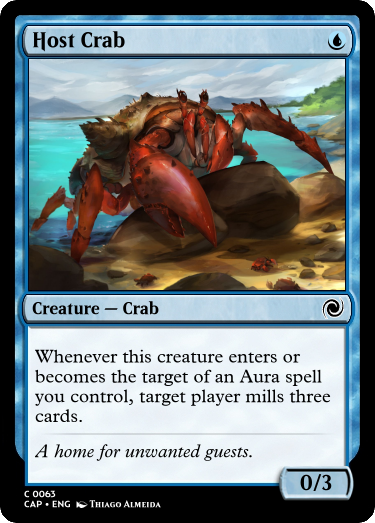 Host Crab
Creature — Crab
Whenever this creature enters or
becomes the target of an Aura spell
you control, target player mills three
cards.
A home for unwanted guests.
0/3
C 0063
CAP • ENG Thiago Almeida